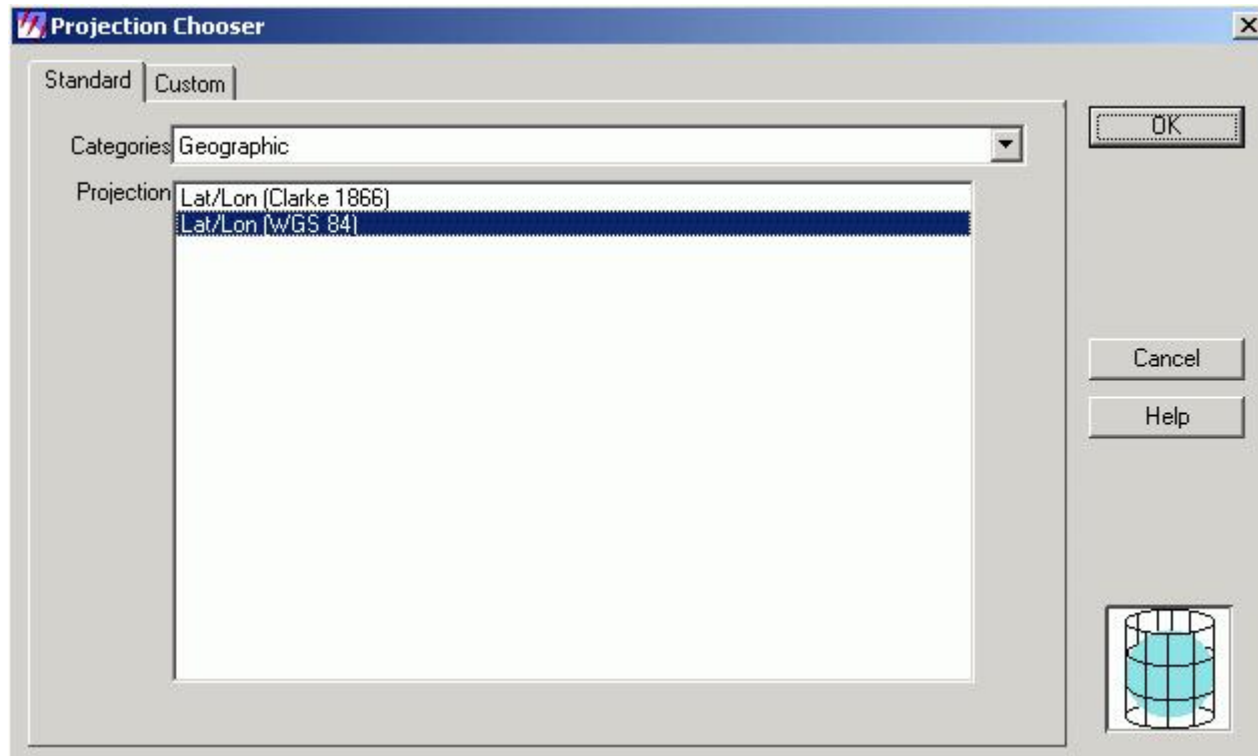 Projection Chooser
Standard
Custom
Categories Geographic
Projection
Lat/Lon (Clarke 1866)
Lat/Lon (WGS 84)
OK
Cancel
Help